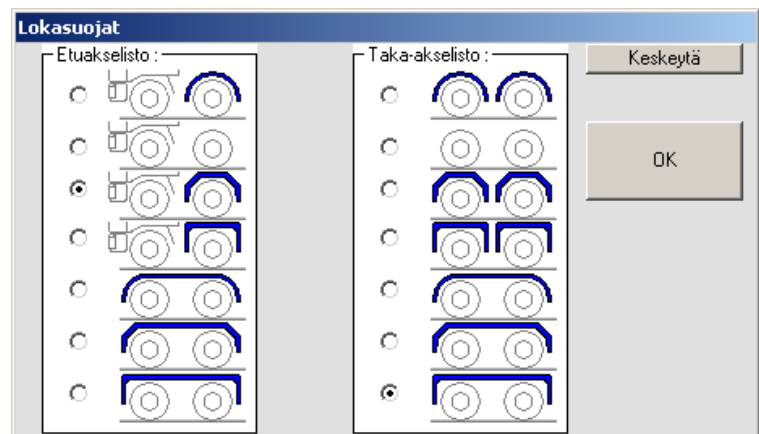 Lokasuojat
Etuakselisto :
Taka-akselisto :
Keskeytä
OK